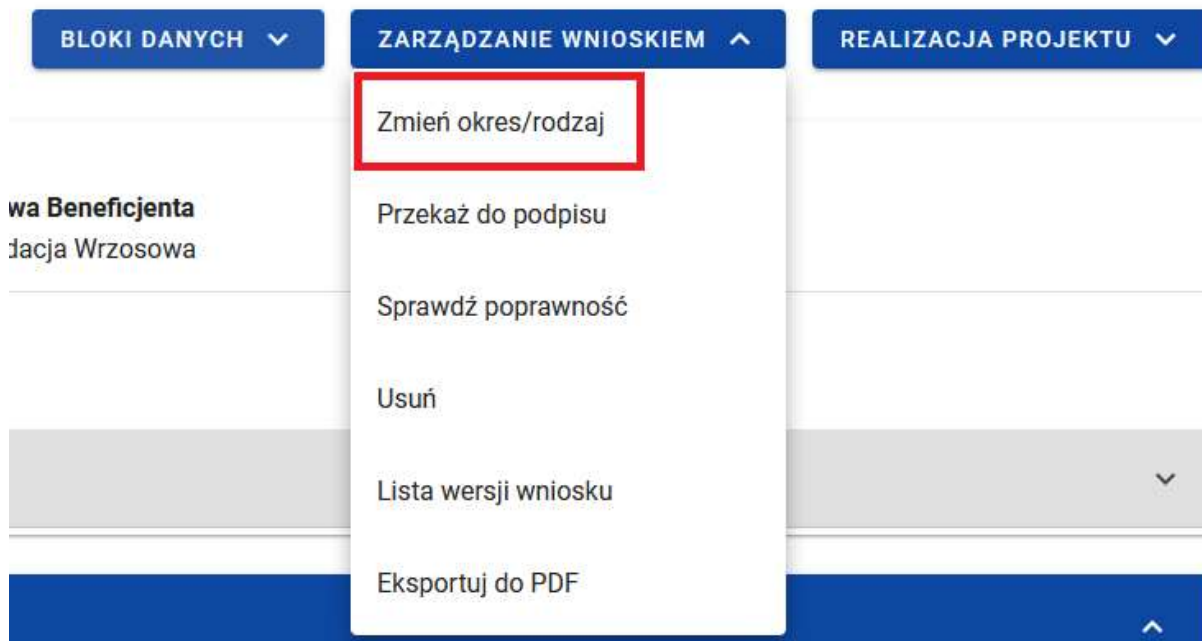 BLOKI DANYCH
ZARZĄDZANIE WNIOSKIEM
REALIZACJA PROJEKTU
Zmień okres/rodzaj
wa Beneficjenta
dacja Wrzosowa
Przekaż do podpisu
Sprawdź poprawność
Usuń
Lista wersji wniosku
Eksportuj do PDF